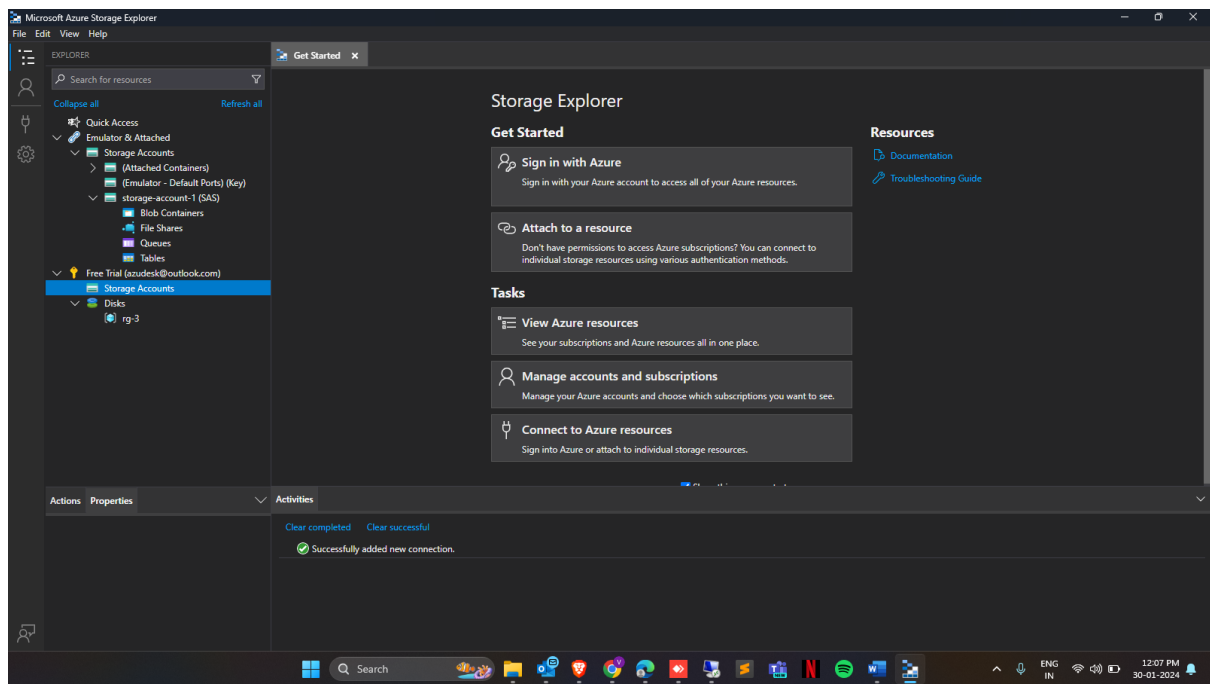 Microsoft Azure Storage Explorer
File Edit View Help
EXPLORER
Search for resources
Collapse all Refresh all
Quick Access
Emulator & Attached
Storage Accounts
(Attached Containers)
(Emulator - Default Ports) (Key)
storage-account-1 (SAS)
Blob Containers
File Shares
Queues
Tables
Free Trial (azudesk@outlook.com)
Storage Accounts
Disks
rg-3
Actions Properties
Get Started
Storage Explorer
Get Started
Sign in with Azure
Sign in with your Azure account to access all of your Azure resources.
Attach to a resource
Don't have permissions to access Azure subscriptions? You can connect to
individual storage resources using various authentication methods.
Tasks
View Azure resources
See your subscriptions and Azure resources all in one place.
Manage accounts and subscriptions
Manage your Azure accounts and choose which subscriptions you want to see.
Connect to Azure resources
Sign into Azure or attach to individual storage resources.
Resources
Documentation
Troubleshooting Guide
Activities
Clear completed Clear successful
Successfully added new connection.
Search
ENG
IN
12:07 PM
30-01-2024